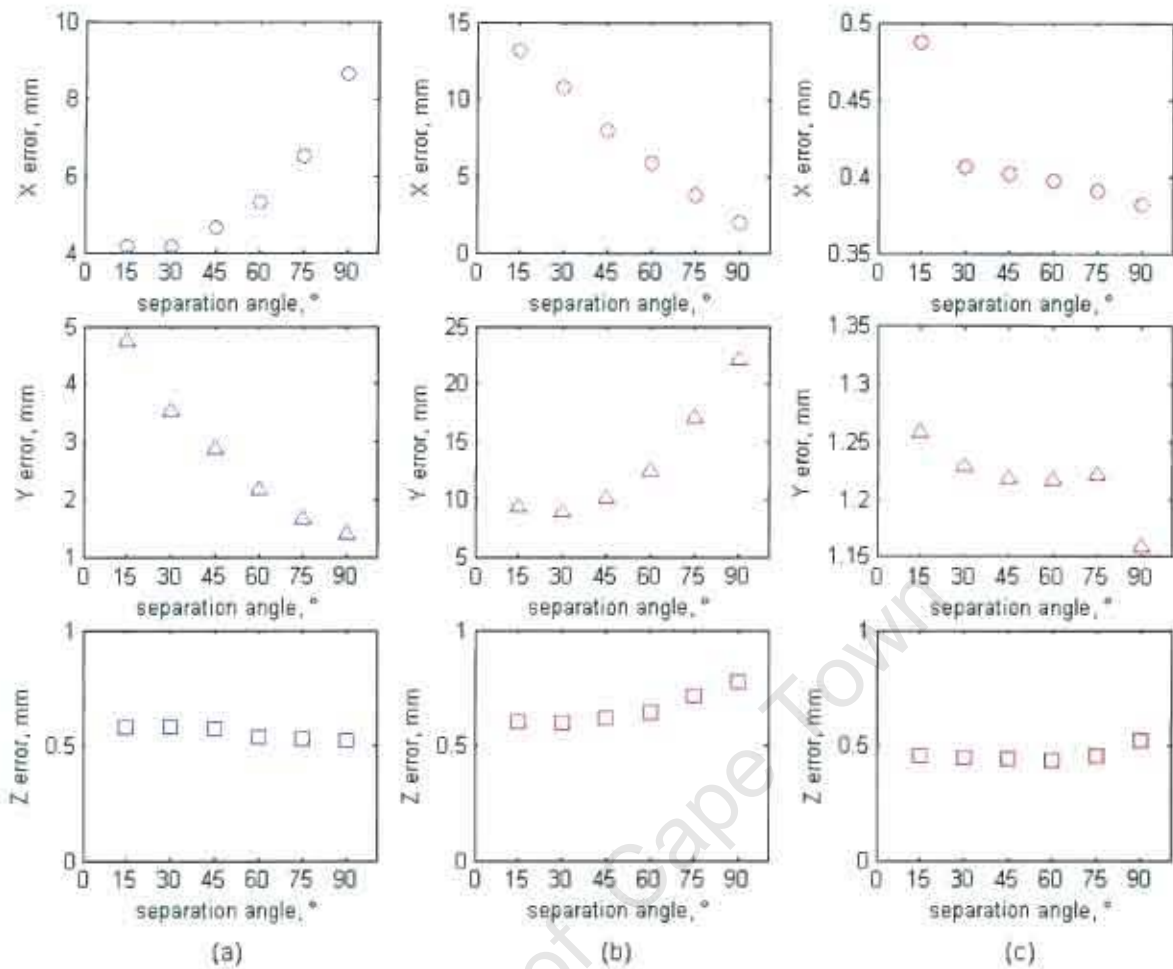 10
8
6
4
X error, mm
0 15 30 45 60 75 90
separation angle, °
15
10
5
0
X error, mm
0 15 30 45 60 75 90
separation angle, °
0.5
0.45
0.4
0.35
X error, mm
0 15 30 45 60 75 90
separation angle, °
5
4
3
2
1
Y error, mm
0 15 30 45 60 75 90
separation angle, °
25
20
15
10
5
Y error, mm
0 15 30 45 60 75 90
separation angle, °
1.35
1.3
1.25
1.2
1.15
Y eror, mm
0 15 30 45 60 75 90
separation angle, °
1
0.5
0
Z error, mm
0 15 30 45 60 75 90
separation angle, °
(a)
1
0.5
0
Z error, mm
0 15 30 45 60 75 90
separation angle, °
(b)
1
0.5
0
Z error, mm
0 15 30 45 60 75 90
separation angle, °
(c)
of Cape Town